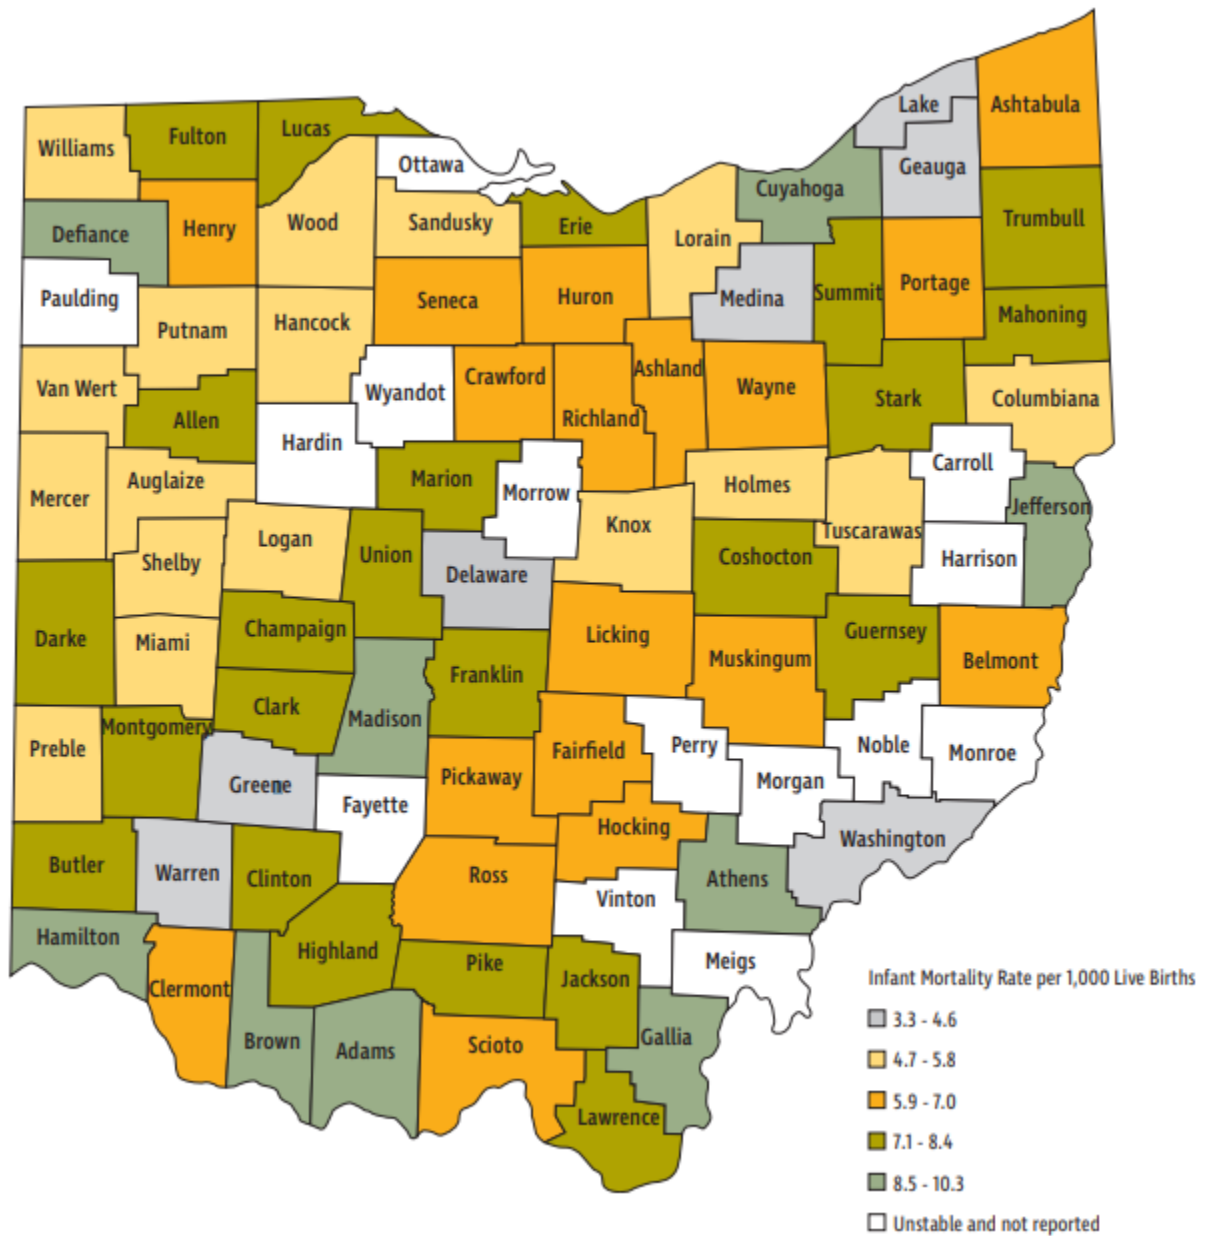 Lake
Ashtabula
Williams
Fulton
Lucas
Ottawa
Geauga
Cuyahoga
Defiance
Henry
Wood
Sandusky
Erie
Lorain
Trumbull
Paulding
Putnam
Hancock
Seneca
Huron
Medina
Summit
Portage
Mahoning
Van Wert
Allen
Wyandot
Crawford
Richland
Ashland
Wayne
Stark
Columbiana
Hardin
Mercer
Auglaize
Marion
Morrow
Holmes
Carroll
Jefferson
Shelby
Logan
Union
Delaware
Knox
Coshocton
Tuscarawas
Harrison
Darke
Miami
Champaign
Franklin
Licking
Muskingum
Guernsey
Belmont
Clark
Madison
Preble
Montgomery
Greene
Fayette
Pickaway
Fairfield
Perry
Morgan
Noble
Monroe
Butler
Warren
Clinton
Ross
Hocking
Vinton
Athens
Washington
Hamilton
Clermont
Highland
Pike
Jackson
Meigs
Brown
Adams
Scioto
Gallia
Lawrence
Infant Mortality Rate per 1,000 Live Births
3.3 - 4.6
4.7 - 5.8
5.9 - 7.0
7.1 - 8.4
8.5 - 10.3
Unstable and not reported